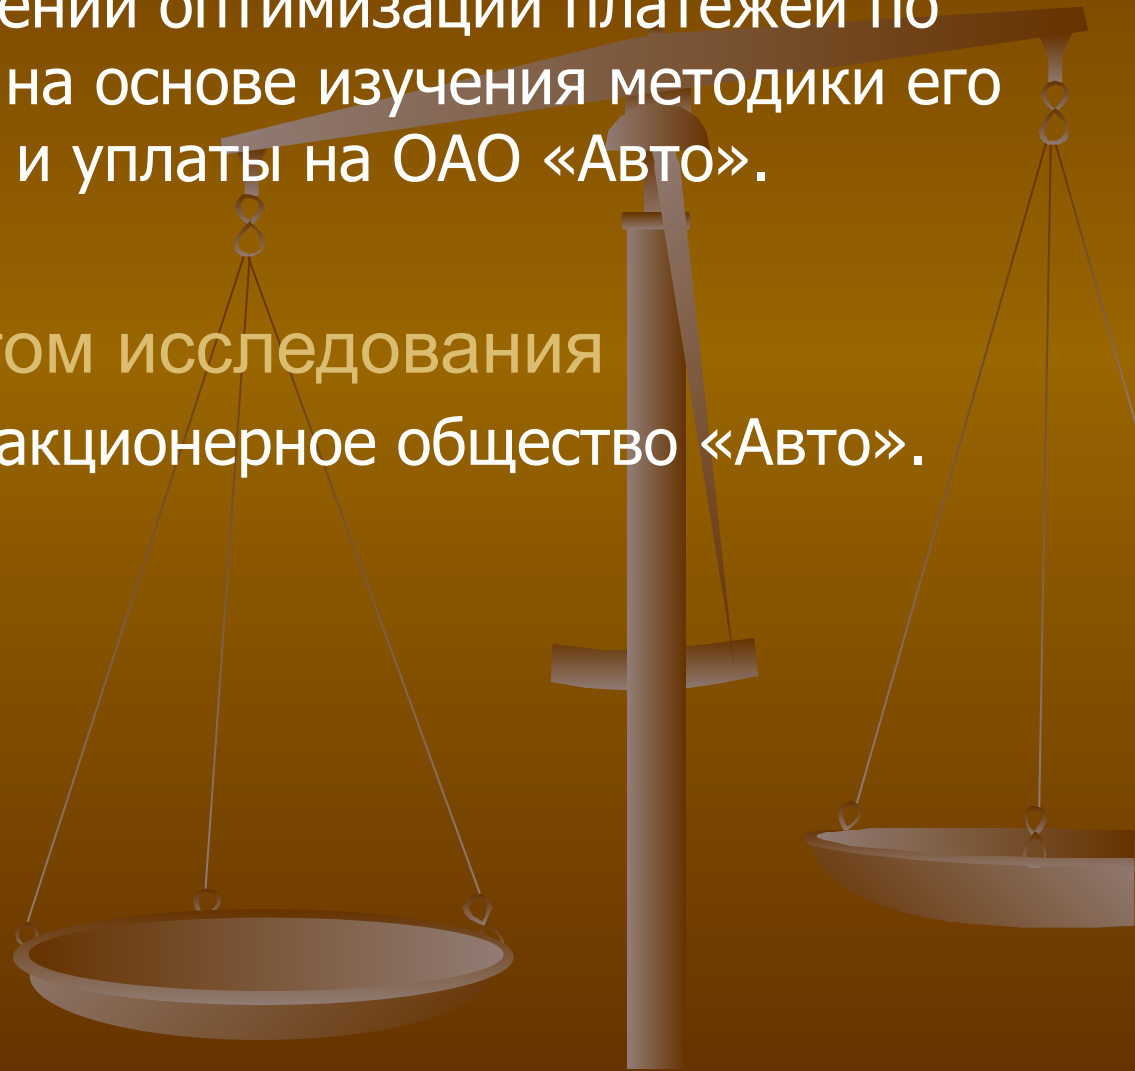 ении оптимизации платежей по
на основе изучения методики его
и уплаты на ОАО «Авто».
том исследования
акционерное общество «Авто».